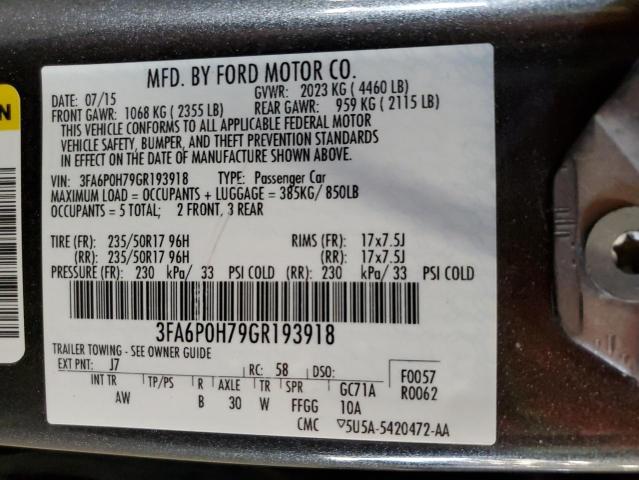 MFD. BY FORD MOTOR CO.
DATE: 07/15 GVWR: 2023 KG ( 4460 LB)
FRONT GAWR: 1068 KG ( 2355 LB) REAR GAWR: 959 KG ( 2115 LB)
THIS VEHICLE CONFORMS TO ALL APPLICABLE FEDERAL MOTOR
VEHICLE SAFETY, BUMPER, AND THEFT PREVENTION STANDARDS
IN EFFECT ON THE DATE OF MANUFACTURE SHOWN ABOVE.
VIN: 3FA6P0H79GR193918 TYPE: Passenger Car
MAXIMUM LOAD = OCCUPANTS + LUGGAGE = 385KG/ 850LB
OCCUPANTS = 5 TOTAL; 2 FRONT, 3 REAR
TIRE (FR): 235/50R17 96H RIMS (FR): 17x7.5J
(RR): 235/50R17 96H (RR): 17x7.5J
PRESSURE (FR): 230 kPa/ 33 PSI COLD (RR): 230 kPa/ 33 PSI COLD
3FA6P0H79GR193918
TRAILER TOWING - SEE OWNER GUIDE
EXT PNT: J7 RC: 58 DSO: F0057
R0062
INT TR TP/PS R AXLE TR SPR GC71A
AW B 30 W FFGG 10A
CMC ▽5U5A-5420472-AA